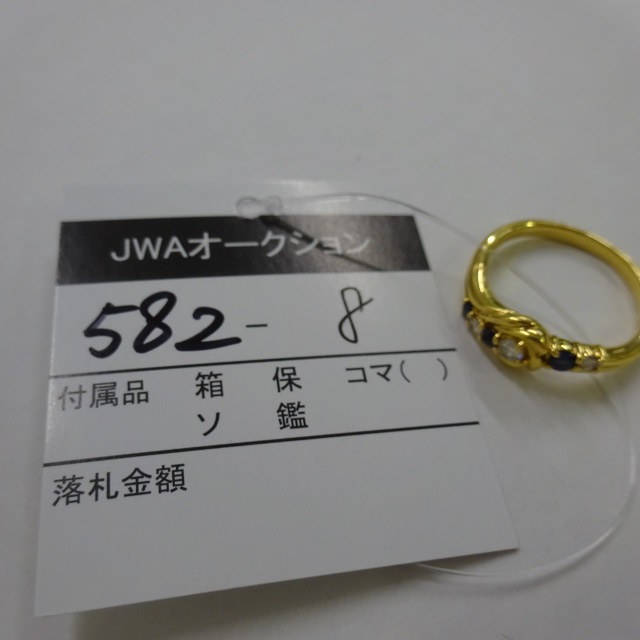 JWAオークション
582- 8
付属品 箱 保 コマ( )
ソ 鑑
落札金額